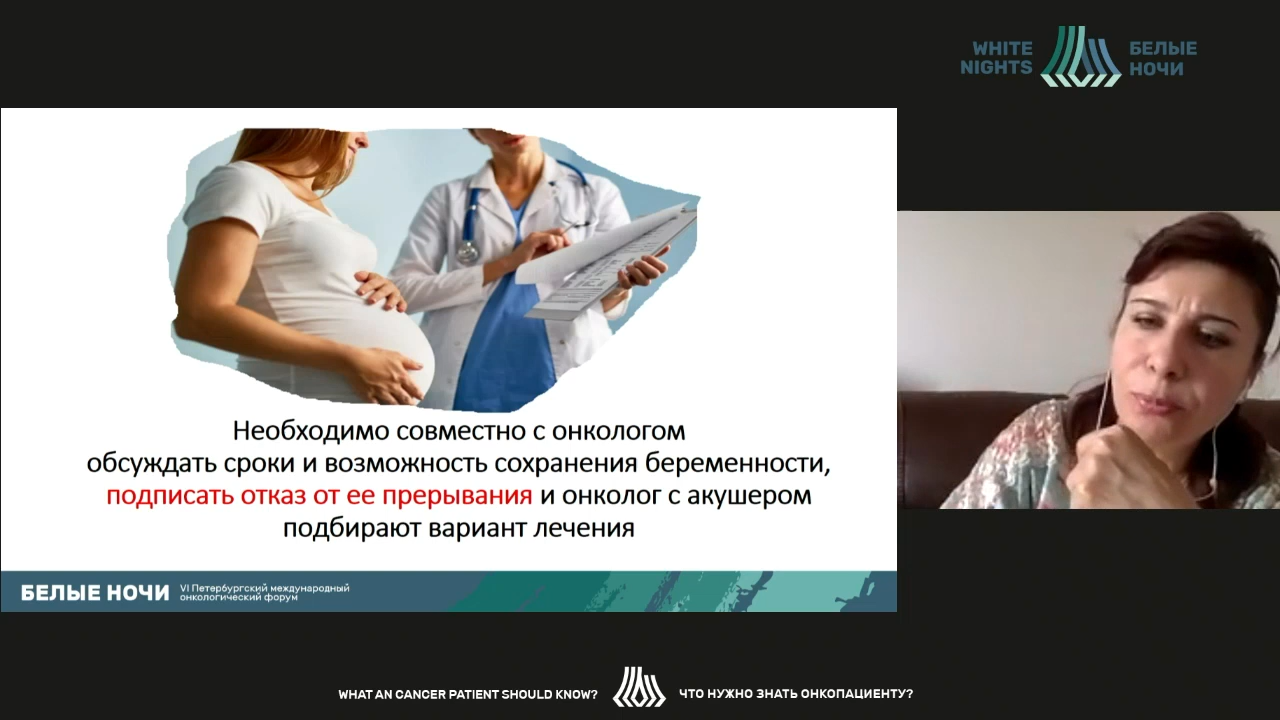 WHITE
NIGHTS
БЕЛЫЕ
НОЧИ
Необходимо совместно с онкологом
обсуждать сроки и возможность сохранения беременности,
подписать отказ от ее прерывания и онколог с акушером
подбирают вариант лечения
БЕЛЫЕ НОЧИ
VI Петербургский международный
онкологический форум
WHAT AN CANCER PATIENT SHOULD KNOW?
ЧТО НУЖНО ЗНАТЬ ОНКОПАЦИЕНТУ?